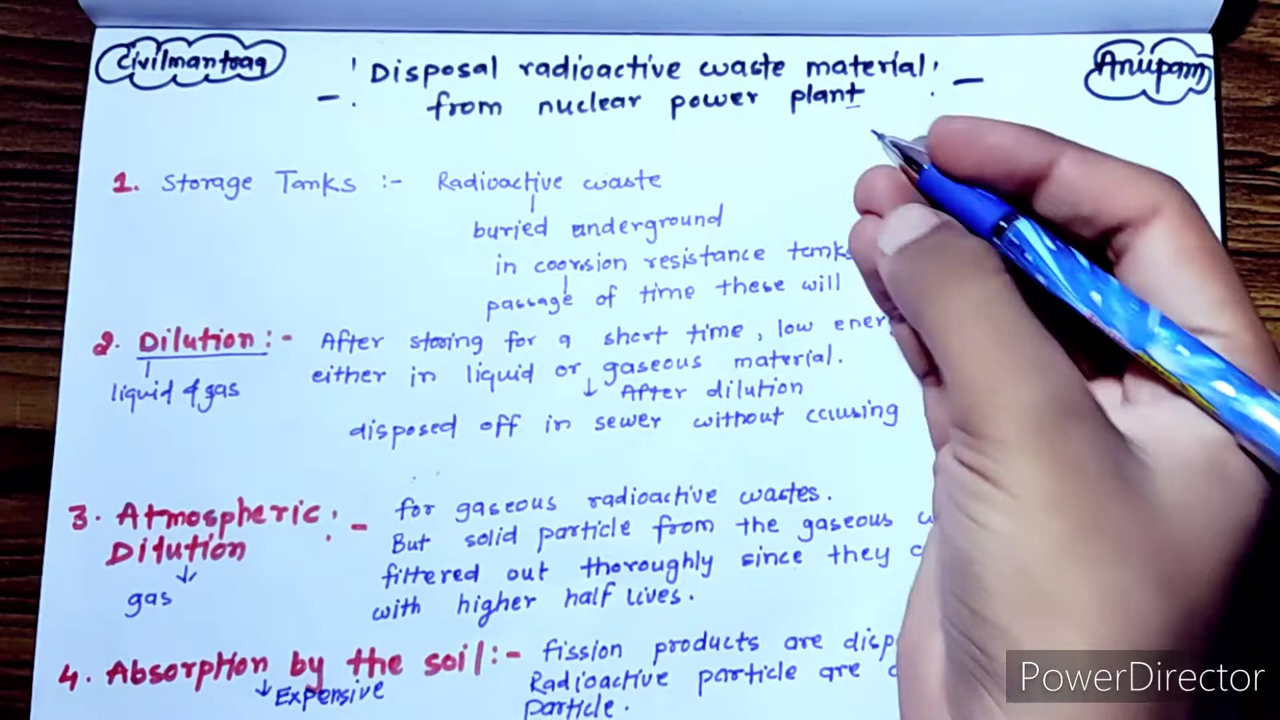 Civilmantraa
Anupam
' Disposal radioactive waste material '
from nuclear power plant
1. Storage Tanks :- Radioactive waste
buried underground
in coorsion resistance tanks
passage of time these will
2. Dilution :- After storing for a short time, low
liquid & gas
either in liquid or gaseous material.
After dilution
disposed off in sewer without causing
3. Atmospheric :- for gaseous radioactive wastes.
Dilution
But solid particle from the gaseous
gas
filtered out thoroughly since they
with higher half lives.
4. Absorption by the soil :- fission products are
Expensive
Radioactive particle are
particle.
PowerDirector